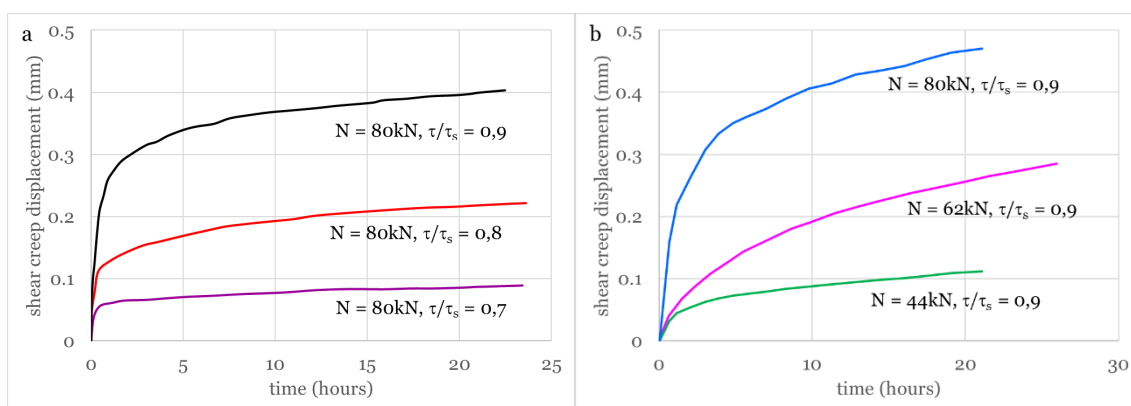 a
shear creep displacement (mm)
0.5
0.4
0.3
0.2
0.1
0
N = 80kN, τ/τs = 0,9
N = 80kN, τ/τs = 0,8
N = 80kN, τ/τs = 0,7
0 5 10 15 20 25
time (hours)
b
shear creep displacement (mm)
0.5
0.4
0.3
0.2
0.1
0
N = 80kN, τ/τs = 0,9
N = 62kN, τ/τs = 0,9
N = 44kN, τ/τs = 0,9
0 10 20 30
time (hours)